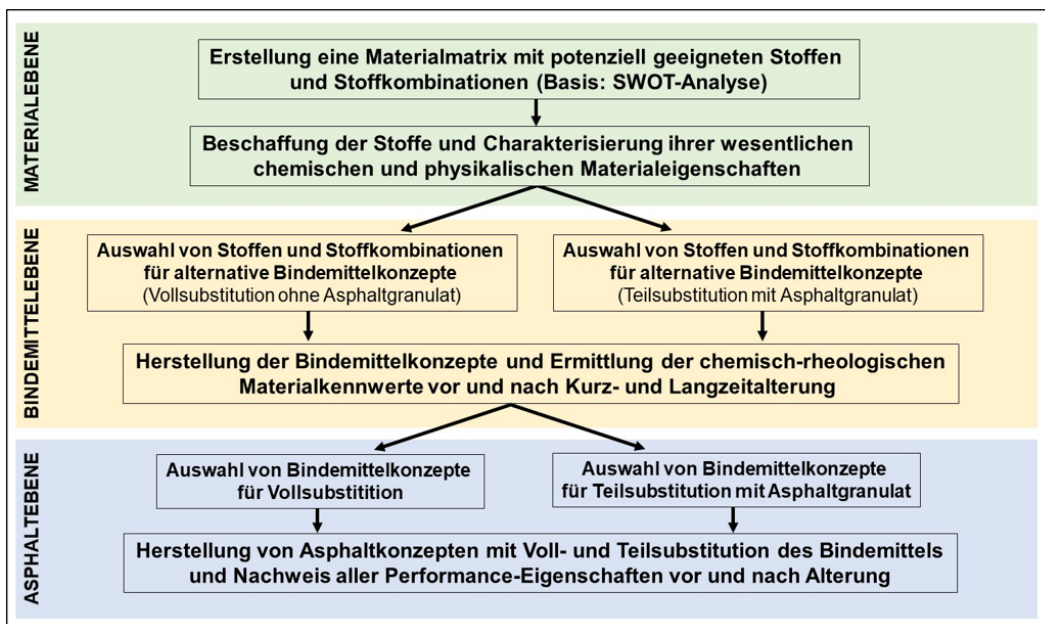 MATERIALEBENE
Erstellung eine Materialmatrix mit potenziell geeigneten Stoffen
und Stoffkombinationen (Basis: SWOT-Analyse)
Beschaffung der Stoffe und Charakterisierung ihrer wesentlichen
chemischen und physikalischen Materialeigenschaften
BINDEMITTELEBENE
Auswahl von Stoffen und Stoffkombinationen
für alternative Bindemittelkonzepte
(Vollsubstitution ohne Asphaltgranulat)
Auswahl von Stoffen und Stoffkombinationen
für alternative Bindemittelkonzepte
(Teilsubstitution mit Asphaltgranulat)
Herstellung der Bindemittelkonzepte und Ermittlung der chemisch-rheologischen
Materialkennwerte vor und nach Kurz- und Langzeitalterung
ASPHALTEBENE
Auswahl von Bindemittelkonzepte
für Vollsubstitition
Auswahl von Bindemittelkonzepte
für Teilsubstitution mit Asphaltgranulat
Herstellung von Asphaltkonzepten mit Voll- und Teilsubstitution des Bindemittels
und Nachweis aller Performance-Eigenschaften vor und nach Alterung